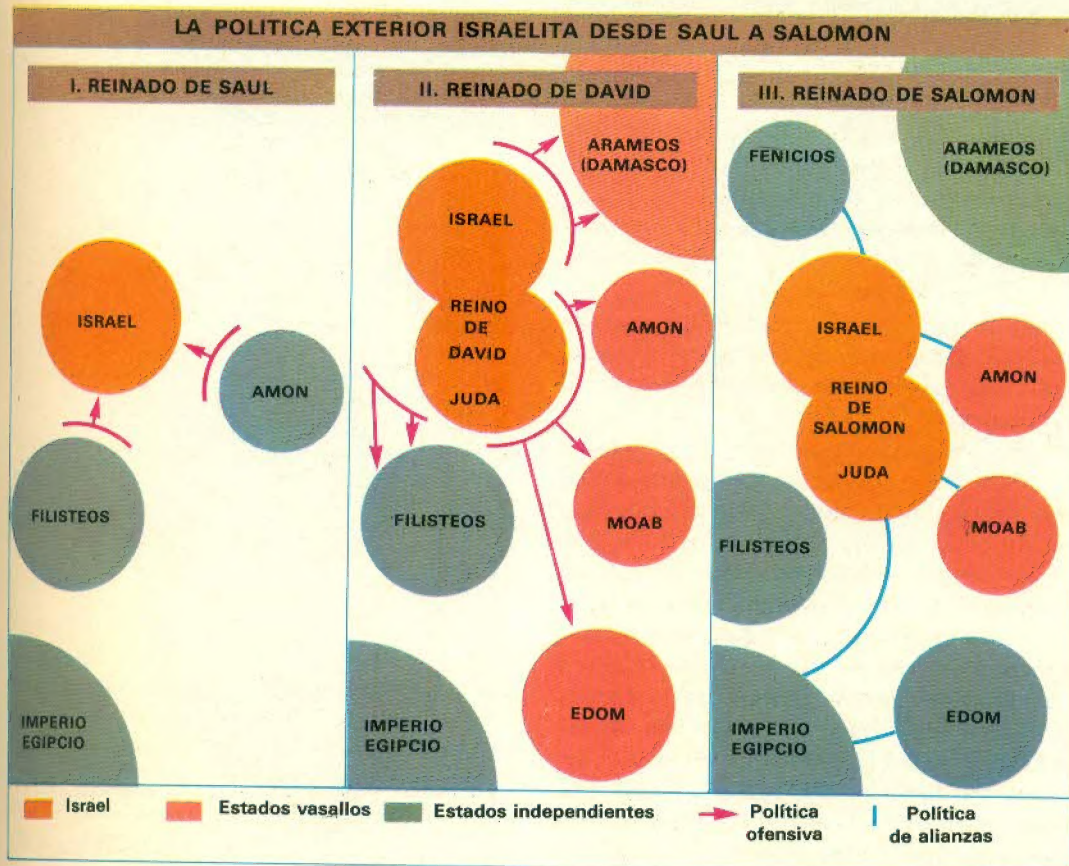 LA POLITICA EXTERIOR ISRAELITA DESDE SAUL A SALOMON
I. REINADO DE SAUL
ISRAEL
AMON
FILISTEOS
IMPERIO
EGIPCIO
II. REINADO DE DAVID
ARAMEOS
(DAMASCO)
ISRAEL
REINO
DE
DAVID
JUDA
AMON
FILISTEOS
MOAB
IMPERIO
EGIPCIO
EDOM
III. REINADO DE SALOMON
FENICIOS
ARAMEOS
(DAMASCO)
ISRAEL
REINO
DE
SALOMON
JUDA
AMON
FILISTEOS
MOAB
IMPERIO
EGIPCIO
EDOM
Israel
Estados vasallos
Estados independientes
Política
ofensiva
Política
de alianzas